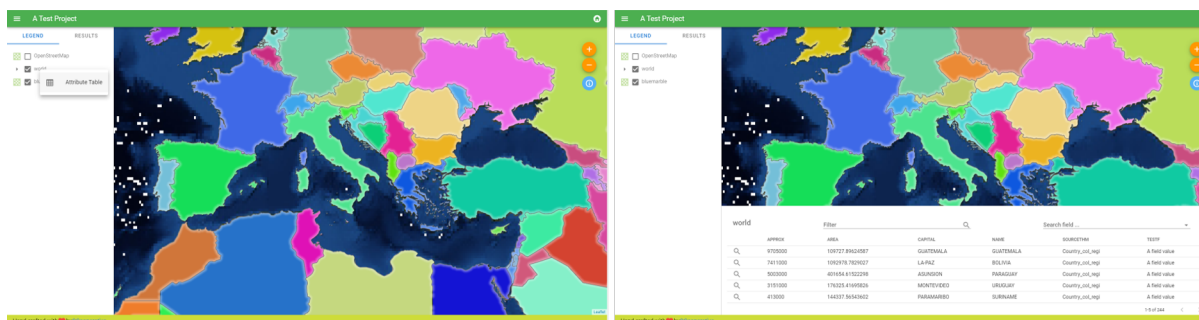 A Test Project
LEGEND RESULTS
OpenStreetMap
world
Attribute Table
Leaflet
A Test Project
LEGEND RESULTS
OpenStreetMap
world
bluemarble
world Filter Search field ...
APPROX AREA CAPITAL NAME SOURCETHM TESTF
9705000 109727.89624587 GUATEMALA GUATEMALA Country_col_regi A field value
7411000 1092978.7829027 LA-PAZ BOLIVIA Country_col_regi A field value
5003000 401654.61522298 ASUNSION PARAGUAY Country_col_regi A field value
3151000 176325.41695826 MONTEVIDEO URUGUAY Country_col_regi A field value
413000 144337.56543602 PARAMARIBO SURINAME Country_col_regi A field value
1-5 of 244